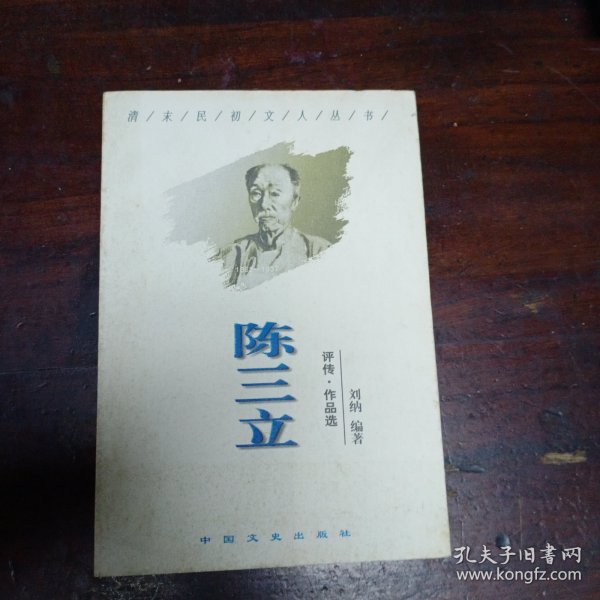 清/末/民/初/文/人/丛/书/
陈三立
评传·作品选
刘纳 编著
中国文史出版社
孔夫子旧书网
www.kongfz.com